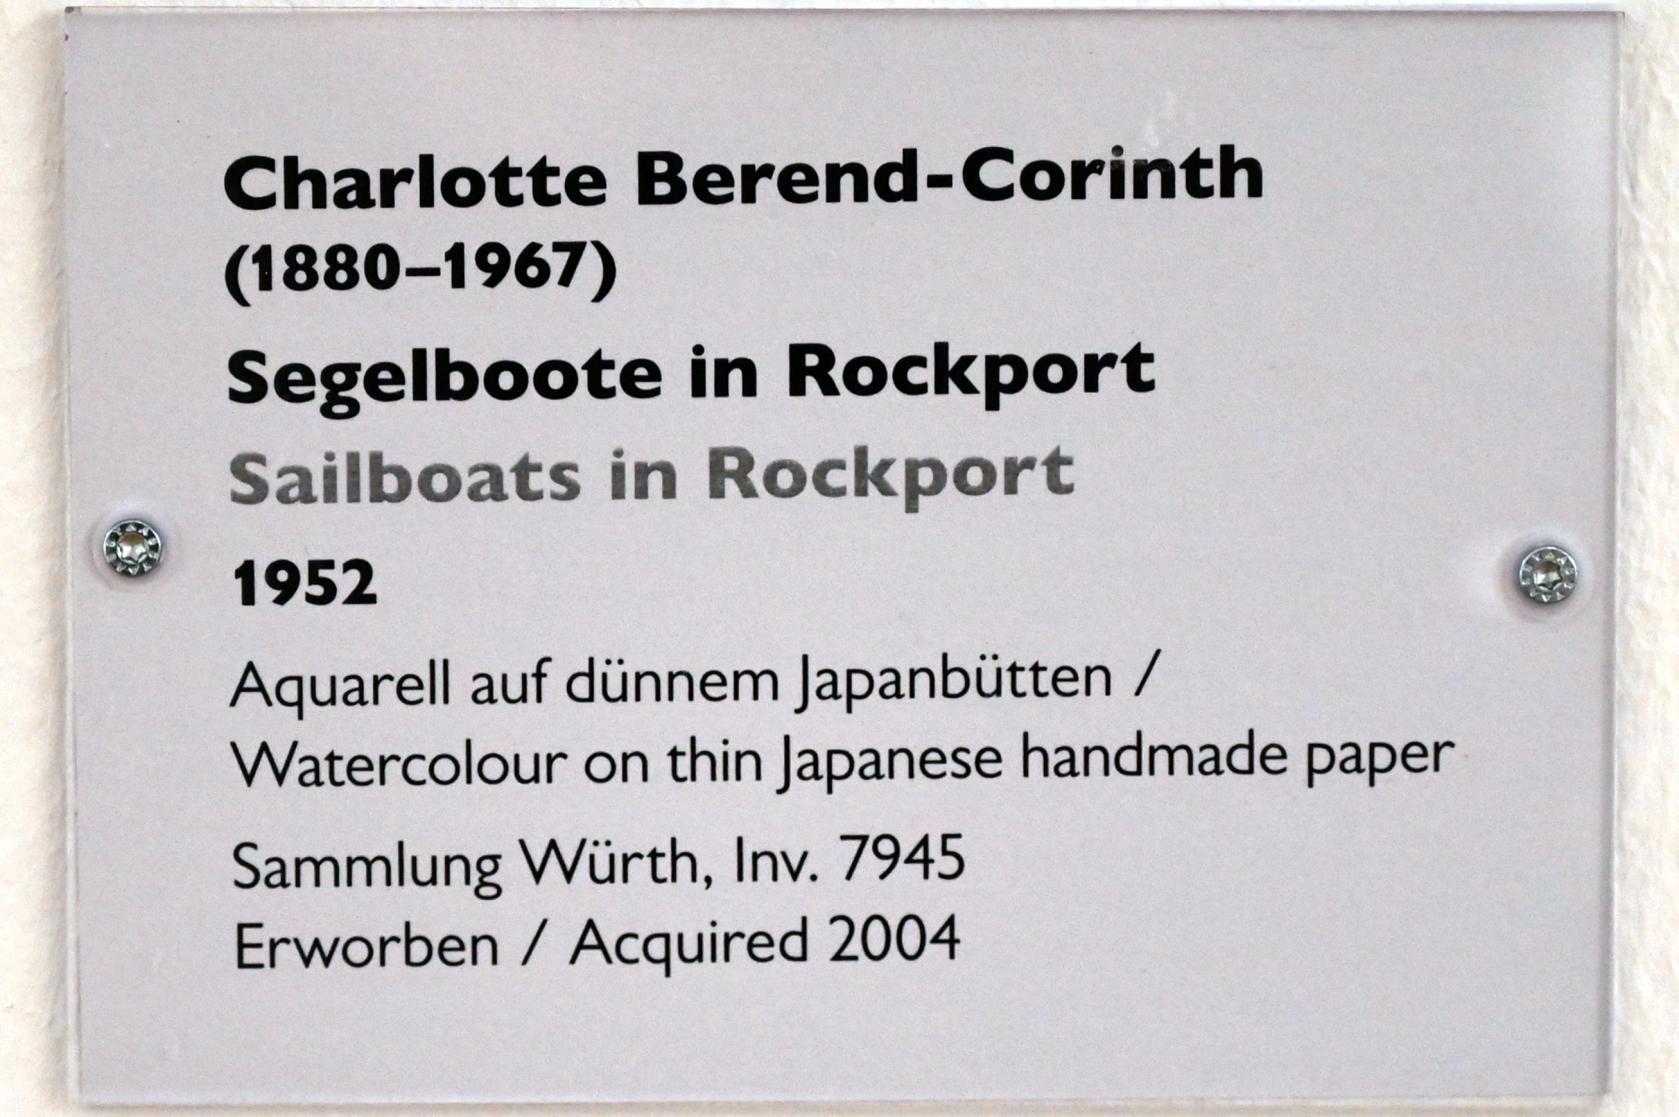 Charlotte Berend-Corinth
(1880–1967)
Segelboote in Rockport
Sailboats in Rockport
1952
Aquarell auf dünnem Japanbütten /
Watercolour on thin Japanese handmade paper
Sammlung Würth, Inv. 7945
Erworben / Acquired 2004